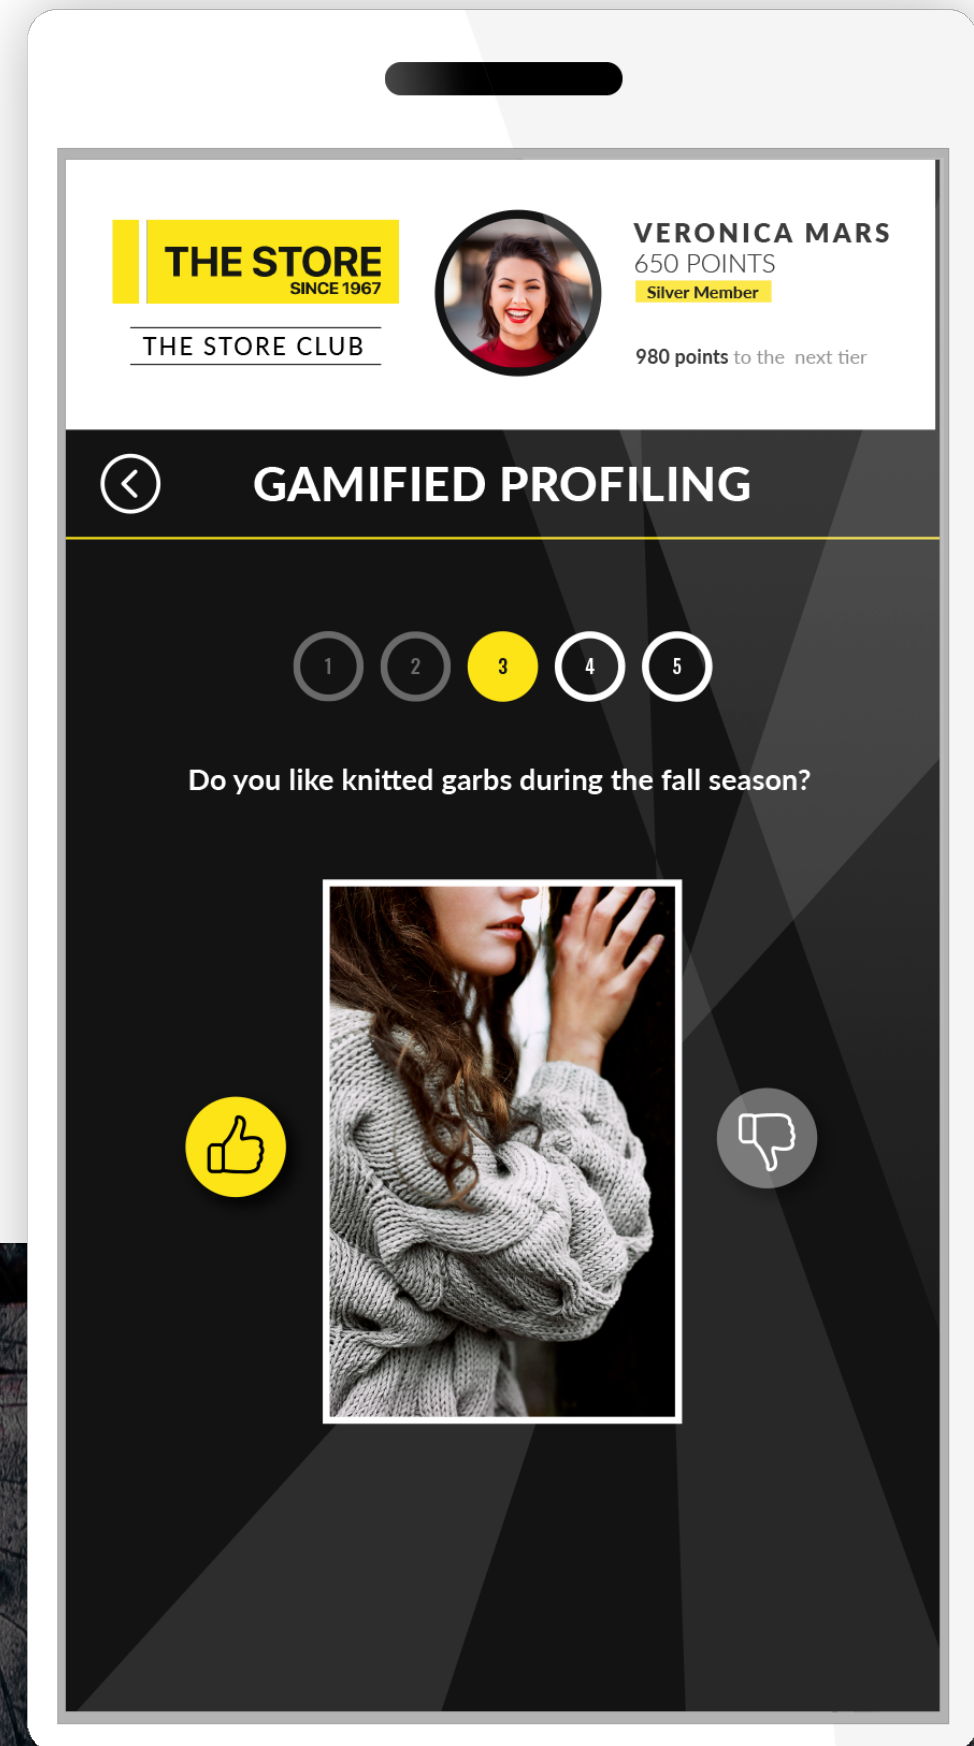 THE STORE
SINCE 1967
THE STORE CLUB
VERONICA MARS
650 POINTS
Silver Member
980 points to the next tier
GAMIFIED PROFILING
1 2 3 4 5
Do you like knitted garbs during the fall season?